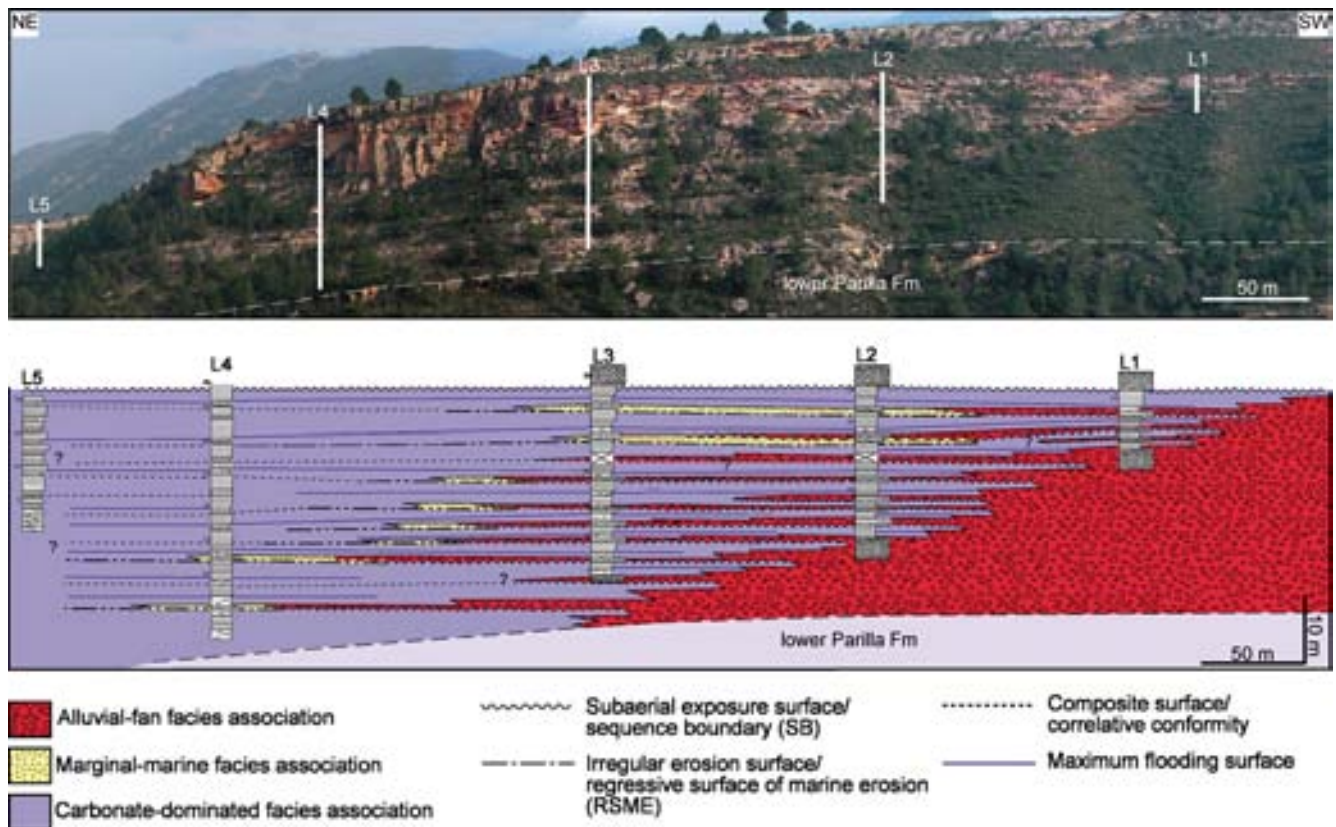 NE
SW
L3
L2
L1
L4
L5
lower Parilla Fm
50 m
L5
L4
L3
L2
L1
?
?
?
?
?
lower Parilla Fm
50 m
10 m
Alluvial-fan facies association
Marginal-marine facies association
Carbonate-dominated facies association
Subaerial exposure surface/
sequence boundary (SB)
Irregular erosion surface/
regressive surface of marine erosion
(RSME)
Composite surface/
correlative conformity
Maximum flooding surface